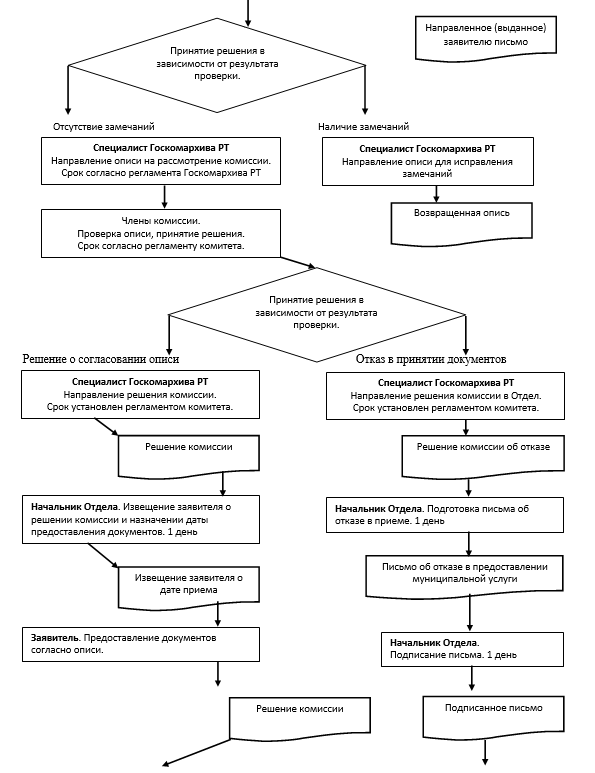 Направленное (выданное)
заявителю письмо
Принятие решения в
зависимости от результата
проверки.
Отсутствие замечаний
Наличие замечаний
Специалист Госкомархива РТ
Направление описи на рассмотрение комиссии.
Срок согласно регламента Госкомархива РТ
Специалист Госкомархива РТ
Направление описи для исправления
замечаний
Члены комиссии.
Проверка описи, принятие решения.
Срок согласно регламенту комитета.
Возвращенная опись
Принятие решения в
зависимости от результата
проверки.
Решение о согласовании описи
Отказ в принятии документов
Специалист Госкомархива РТ
Направление решения комиссии.
Срок установлен регламентом комитета.
Специалист Госкомархива РТ
Направление решения комиссии в Отдел.
Срок установлен регламентом комитета.
Решение комиссии
Решение комиссии об отказе
Начальник Отдела. Извещение заявителя о
решении комиссии и назначении даты
предоставления документов. 1 день
Начальник Отдела. Подготовка письма об
отказе в приеме. 1 день
Извещение заявителя о
дате приема
Письмо об отказе в предоставлении
муниципальной услуги
Заявитель. Предоставление документов
согласно описи.
Начальник Отдела.
Подписание письма. 1 день
Решение комиссии
Подписанное письмо